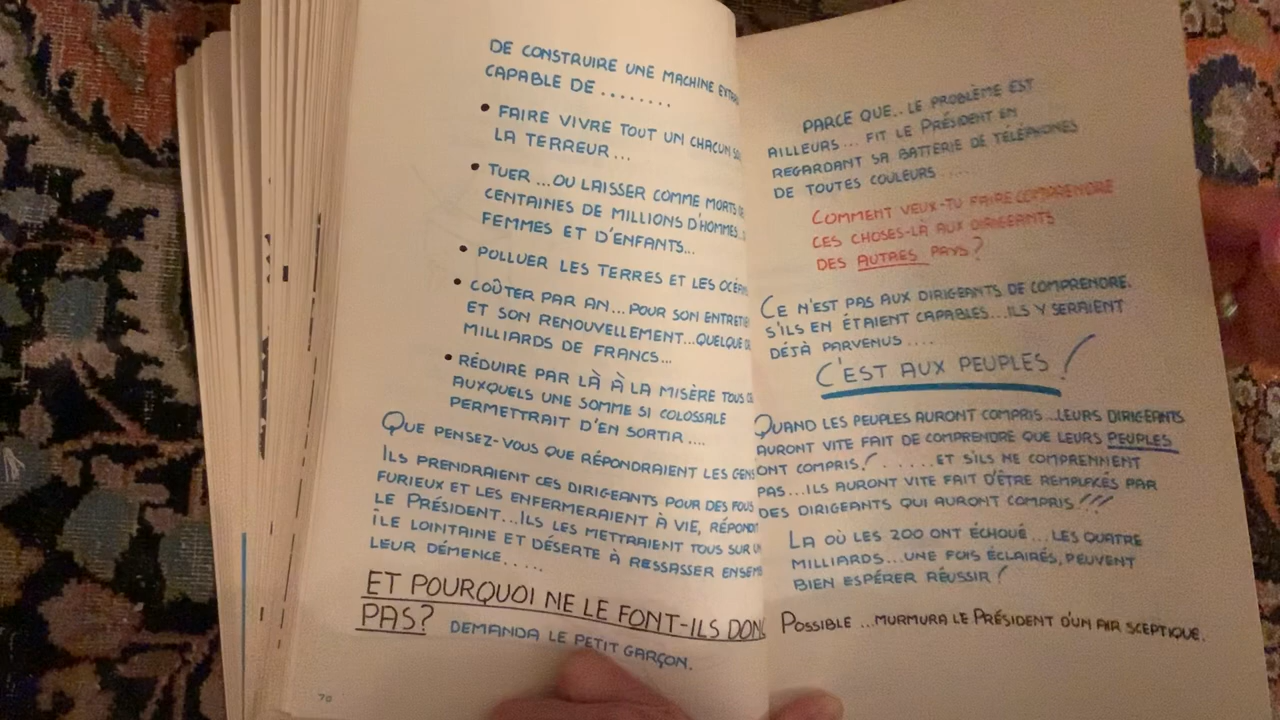 DE CONSTRUIRE UNE MACHINE
CAPABLE DE ........
• FAIRE VIVRE TOUT UN CHACUN
LA TERREUR...
• TUER...OU LAISSER COMME MORTS
CENTAINES DE MILLIONS D'HOMMES...
FEMMES ET D'ENFANTS...
• POLLUER LES TERRES ET LES
• COÛTER PAR AN...POUR SON
ET SON RENOUVELLEMENT...QUELQUE
MILLIARDS DE FRANCS...
• RÉDUIRE PAR LÀ À LA MISÈRE TOUS
AUXQUELS UNE SOMME SI COLOSSALE
PERMETTRAIT D'EN SORTIR....
QUE PENSEZ-VOUS QUE RÉPONDRAIENT LES GENS
ILS PRENDRAIENT CES DIRIGEANTS POUR DES FOUS
FURIEUX ET LES ENFERMERAIENT À VIE,
LE PRÉSIDENT...ILS LES METTRAIENT TOUS SUR
ÎLE LOINTAINE ET DÉSERTE À RESSASSER
LEUR DÉMENCE.....
ET POURQUOI NE LE FONT-ILS DONC
PAS? DEMANDA LE PETIT GARÇON.
70
PARCE QUE.. LE PROBLÈME EST
AILLEURS... FIT LE PRÉSIDENT EN
REGARDANT SA BATTERIE DE TÉLÉPHONES
DE TOUTES COULEURS .....
COMMENT VEUX-TU FAIRE COMPRENDRE
CES CHOSES-LÀ AUX DIRIGEANTS
DES AUTRES PAYS?
CE N'EST PAS AUX DIRIGEANTS DE COMPRENDRE.
S'ILS EN ÉTAIENT CAPABLES...ILS Y SERAIENT
DÉJÀ PARVENUS ....
C'EST AUX PEUPLES!
QUAND LES PEUPLES AURONT COMPRIS...LEURS DIRIGEANTS
AURONT VITE FAIT DE COMPRENDRE QUE LEURS PEUPLES
ONT COMPRIS! ......ET S'ILS NE COMPRENNENT
PAS...ILS AURONT VITE FAIT D'ÊTRE REMPLACÉS PAR
DES DIRIGEANTS QUI AURONT COMPRIS!!!
LA OÙ LES 200 ONT ÉCHOUÉ...LES QUATRE
MILLIARDS...UNE FOIS ÉCLAIRÉS, PEUVENT
BIEN ESPÉRER RÉUSSIR!
POSSIBLE ...MURMURA LE PRÉSIDENT D'UN AIR SCEPTIQUE.